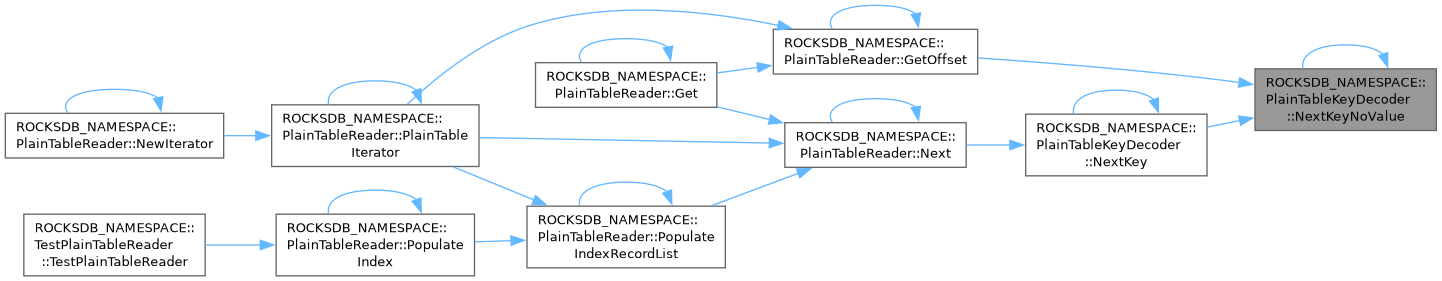 ROCKSDB_NAMESPACE::
PlainTableReader::NewIterator
ROCKSDB_NAMESPACE::
PlainTableReader::PlainTable
Iterator
ROCKSDB_NAMESPACE::
PlainTableReader::Get
ROCKSDB_NAMESPACE::
PlainTableReader::GetOffset
ROCKSDB_NAMESPACE::
PlainTableKeyDecoder
::NextKeyNoValue
ROCKSDB_NAMESPACE::
PlainTableReader::Next
ROCKSDB_NAMESPACE::
PlainTableKeyDecoder
::NextKey
ROCKSDB_NAMESPACE::
TestPlainTableReader
::TestPlainTableReader
ROCKSDB_NAMESPACE::
PlainTableReader::Populate
Index
ROCKSDB_NAMESPACE::
PlainTableReader::Populate
IndexRecordList